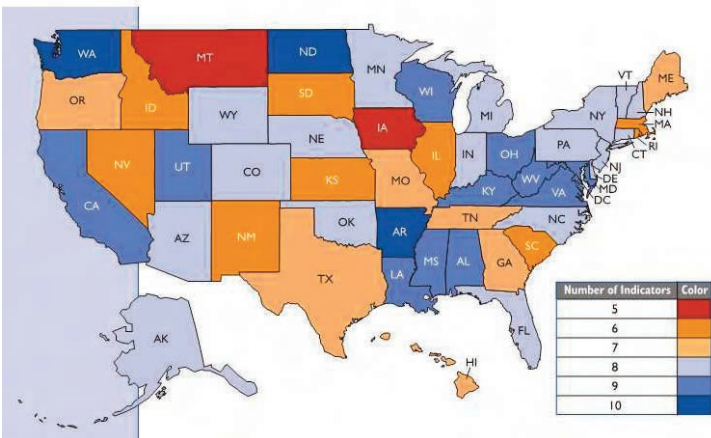 WA
ND
MT
MN
VT
ME
OR
ID
SD
WI
NH
WY
MI
NY
MA
IA
RI
NE
PA
CT
NV
UT
IL
IN
OH
NJ
CO
DE
CA
KS
MO
WV
MD
KY
VA
DC
TN
NC
AZ
NM
OK
AR
SC
MS
AL
GA
TX
LA
Number of Indicators Color
5
6
FL
7
AK
8
HI
9
10